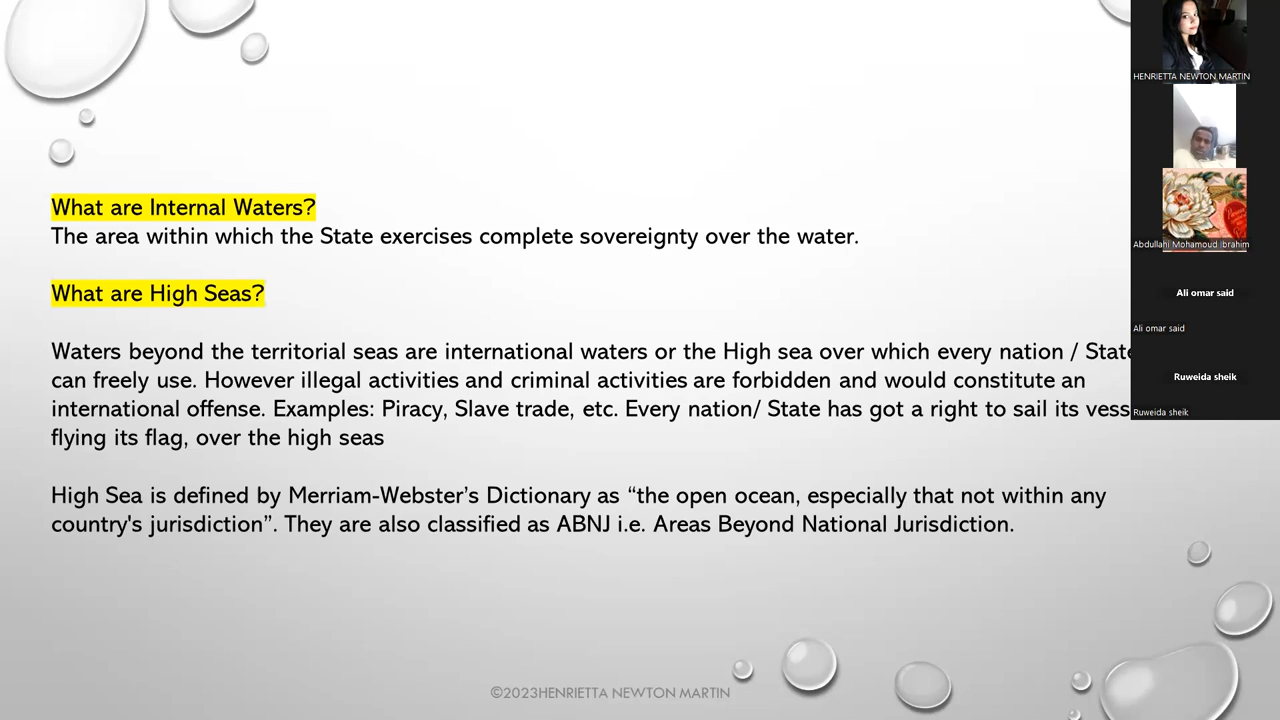 What are Internal Waters?
The area within which the State exercises complete sovereignty over the water.
What are High Seas?
Waters beyond the territorial seas are international waters or the High sea over which every nation / State
can freely use. However illegal activities and criminal activities are forbidden and would constitute an
international offense. Examples: Piracy, Slave trade, etc. Every nation/ State has got a right to sail its vess
flying its flag, over the high seas
High Sea is defined by Merriam-Webster’s Dictionary as “the open ocean, especially that not within any
country's jurisdiction”. They are also classified as ABNJ i.e. Areas Beyond National Jurisdiction.
©2023HENRIETTA NEWTON MARTIN
HENRIETTA NEWTON MARTIN
Abdullahi Mohamoud Ibrahim
Ali omar said
Ali omar said
Ruweida sheik
Ruweida sheik